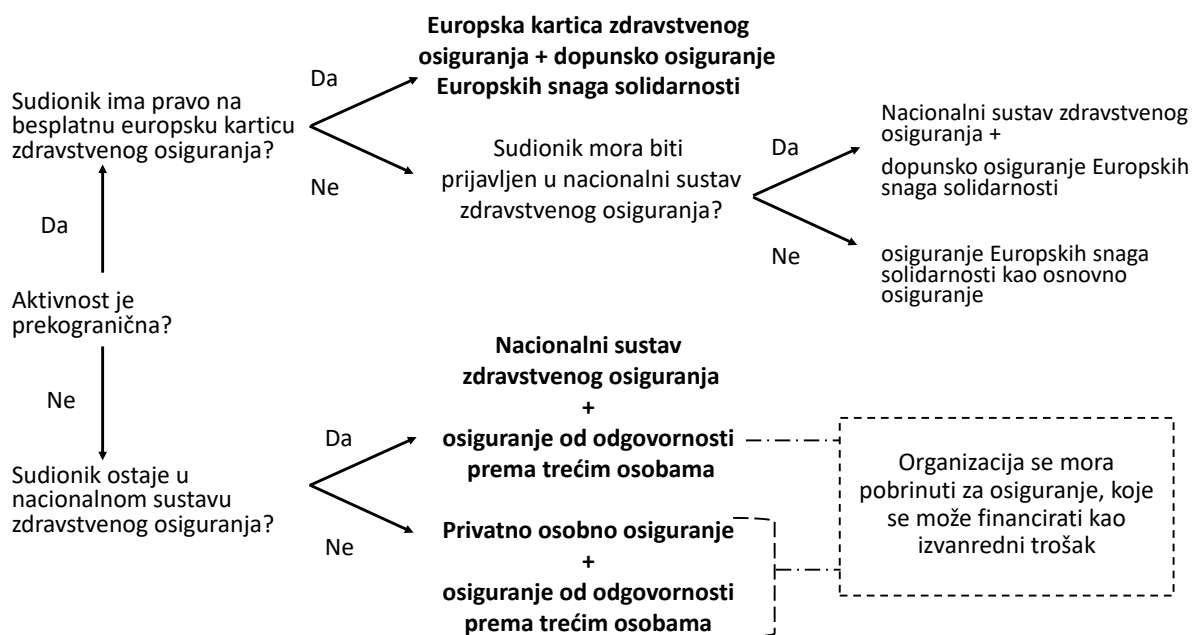 Europska kartica zdravstvenog
osiguranja + dopunsko osiguranje
Europskih snaga solidarnosti
Da
Sudionik ima pravo na
besplatnu europsku karticu
zdravstvenog osiguranja?
Ne
Sudionik mora biti
prijavljen u nacionalni sustav
zdravstvenog osiguranja?
Da
Nacionalni sustav zdravstvenog
osiguranja +
dopunsko osiguranje Europskih
snaga solidarnosti
Ne
osiguranje Europskih snaga
solidarnosti kao osnovno
osiguranje
Da
Aktivnost je
prekogranična?
Ne
Sudionik ostaje u
nacionalnom sustavu
zdravstvenog osiguranja?
Da
Nacionalni sustav
zdravstvenog osiguranja
+
osiguranje od odgovornosti
prema trećim osobama
Ne
Privatno osobno osiguranje
+
osiguranje od odgovornosti
prema trećim osobama
Organizacija se mora
pobrinuti za osiguranje, koje
se može financirati kao
izvanredni trošak